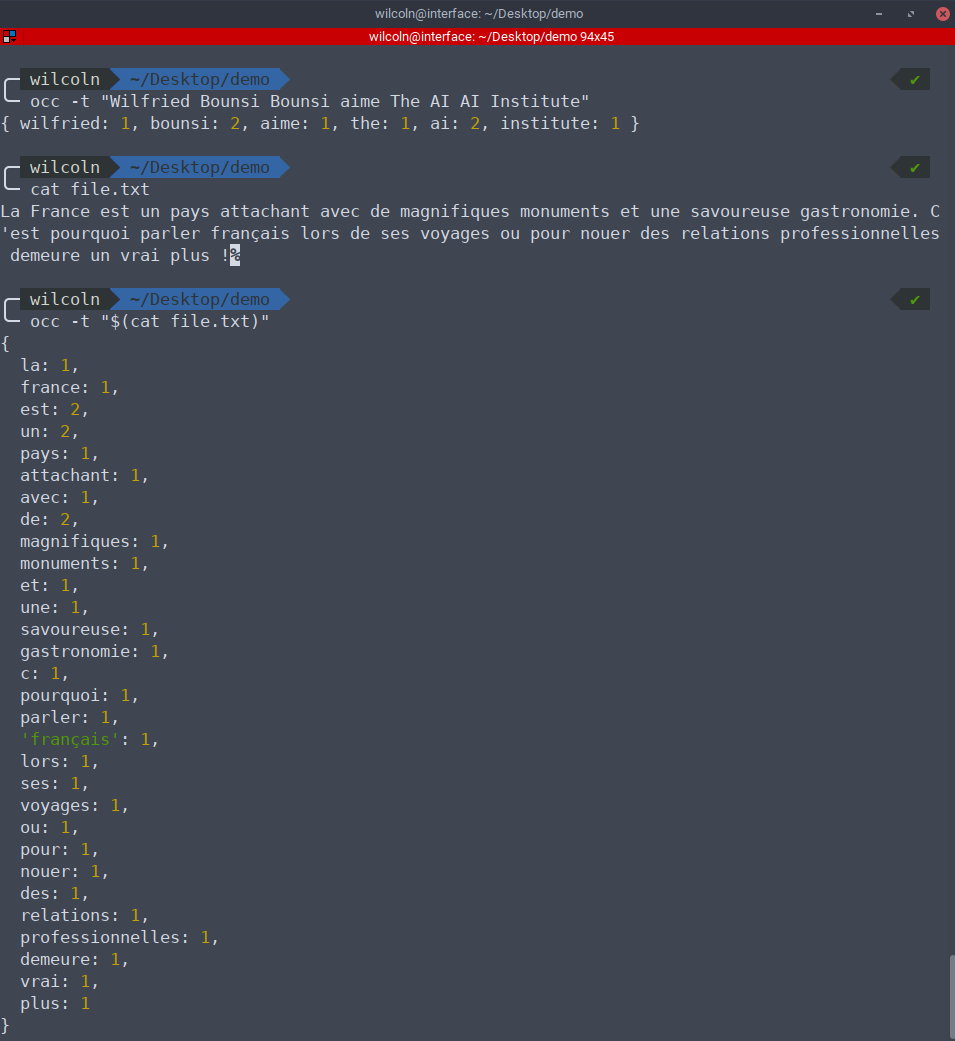 wilcoln@interface: ~/Desktop/demo
wilcoln@interface: ~/Desktop/demo 94x45
wilcoln ~/Desktop/demo ✔
occ -t "Wilfried Bounsi Bounsi aime The AI AI Institute"
{ wilfried: 1, bounsi: 2, aime: 1, the: 1, ai: 2, institute: 1 }
wilcoln ~/Desktop/demo ✔
cat file.txt
La France est un pays attachant avec de magnifiques monuments et une savoureuse gastronomie. C
'est pourquoi parler français lors de ses voyages ou pour nouer des relations professionnelles
demeure un vrai plus !%
wilcoln ~/Desktop/demo ✔
occ -t "$(cat file.txt)"
{
la: 1,
france: 1,
est: 2,
un: 2,
pays: 1,
attachant: 1,
avec: 1,
de: 2,
magnifiques: 1,
monuments: 1,
et: 1,
une: 1,
savoureuse: 1,
gastronomie: 1,
c: 1,
pourquoi: 1,
parler: 1,
'français': 1,
lors: 1,
ses: 1,
voyages: 1,
ou: 1,
pour: 1,
nouer: 1,
des: 1,
relations: 1,
professionnelles: 1,
demeure: 1,
vrai: 1,
plus: 1
}